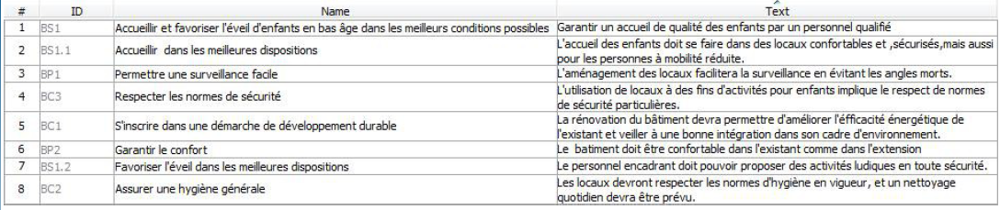 # ID Name Text
1 BS1 Accueillir et favoriser l'éveil d'enfants en bas âge dans les meilleurs conditions possibles Garantir un accueil de qualité des enfants par un personnel qualifié
2 BS1.1 Accueillir dans les meilleures dispositions L'accueil des enfants doit se faire dans des locaux confortables et ,sécurisés,mais aussi
pour les personnes à mobilité réduite.
3 BP1 Permettre une surveillance facile L'aménagement des locaux facilitera la surveillance en évitant les angles morts.
4 BC3 Respecter les normes de sécurité L'utilisation de locaux à des fins d'activités pour enfants implique le respect de normes
de sécurité particulières.
5 BC1 S'inscrire dans une démarche de développement durable La rénovation du bâtiment devra permettre d'améliorer l'éfficacité énergétique de
l'existant et veiller à une bonne intégration dans son cadre d'environnement.
6 BP2 Garantir le confort Le batiment doit être confortable dans l'existant comme dans l'extension
7 BS1.2 Favoriser l'éveil dans les meilleures dispositions Le personnel encadrant doit pouvoir proposer des activités ludiques en toute sécurité.
8 BC2 Assurer une hygiène générale Les locaux devront respecter les normes d'hygiène en vigueur, et un nettoyage
quotidien devra être prévu.